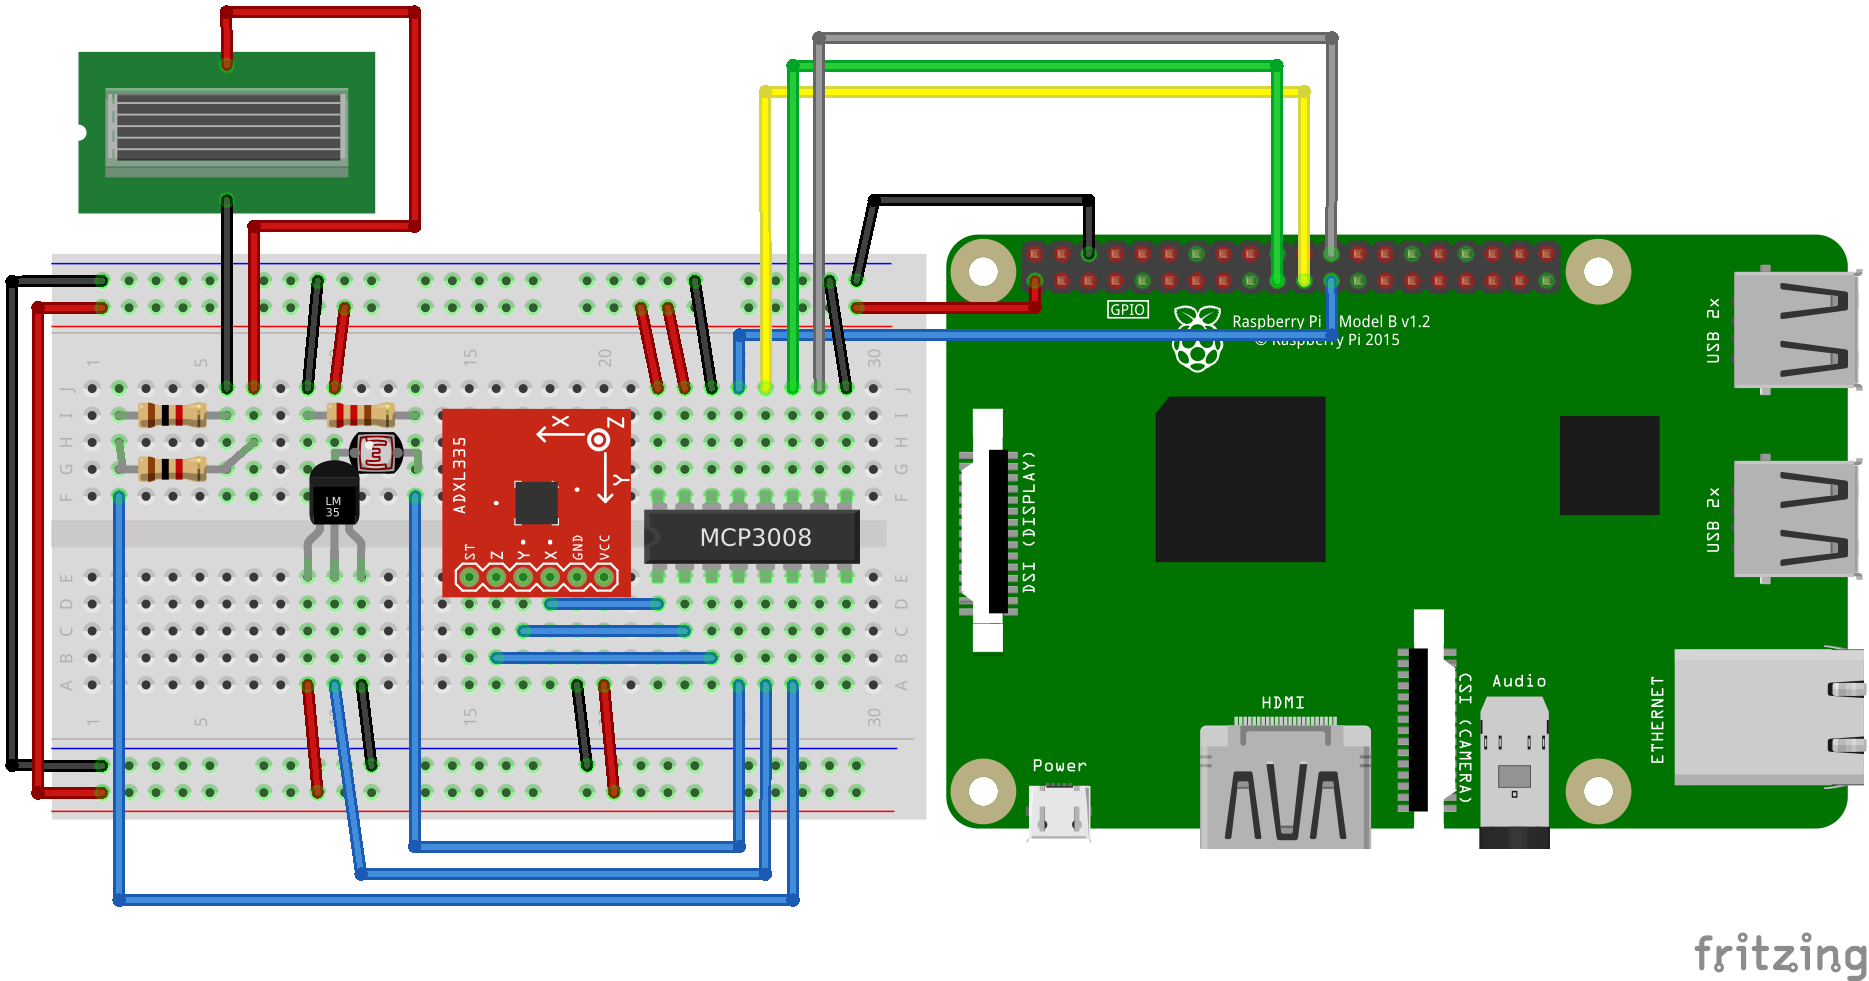 1
5
15
20
30
J
J
I
I
H
H
G
G
F
F
LM
35
ADXL335
X
Z
Y
ST
Z
Y
X
GND
VCC
MCP3008
E
E
D
D
C
C
B
B
A
A
1
5
15
30
GPIO
Raspberry Pi Model B v1.2
© Raspberry Pi 2015
USB 2x
USB 2x
DSI (DISPLAY)
Power
HDMI
CSI (CAMERA)
Audio
ETHERNET
fritzing